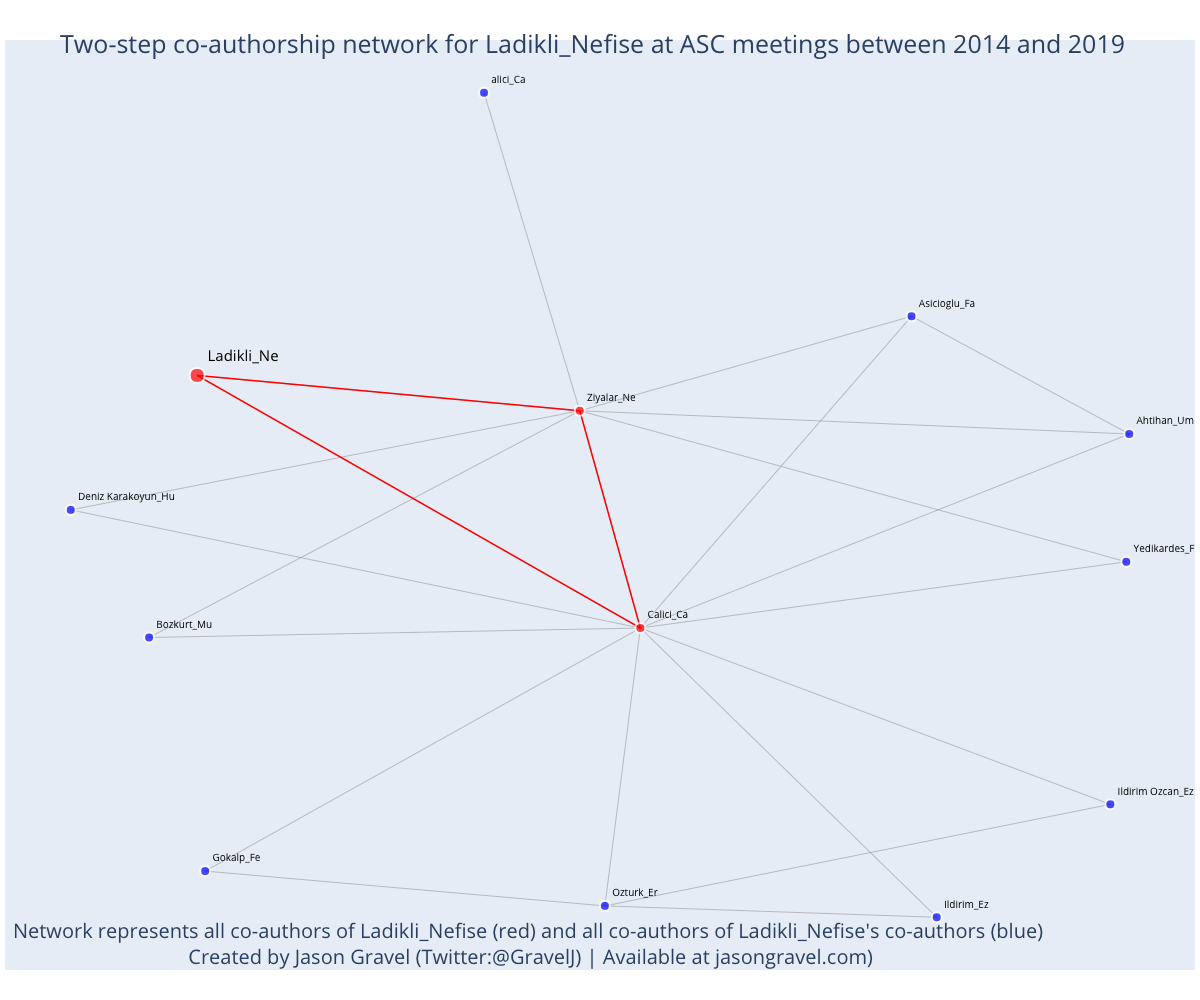 Two-step co-authorship network for Ladikli_Nefise at ASC meetings between 2014 and 2019
alici_Ca
Asicioglu_Fa
Ladikli_Ne
Ziyalar_Ne
Ahtihan_Um
Deniz Karakoyun_Hu
Yedikardes_F
Calici_Ca
Bozkurt_Mu
Ildirim Ozcan_Ez
Gokalp_Fe
Ozturk_Er
Ildirim_Ez
Network represents all co-authors of Ladikli_Nefise (red) and all co-authors of Ladikli_Nefise's co-authors (blue)
Created by Jason Gravel (Twitter:@GravelJ) | Available at jasongravel.com)